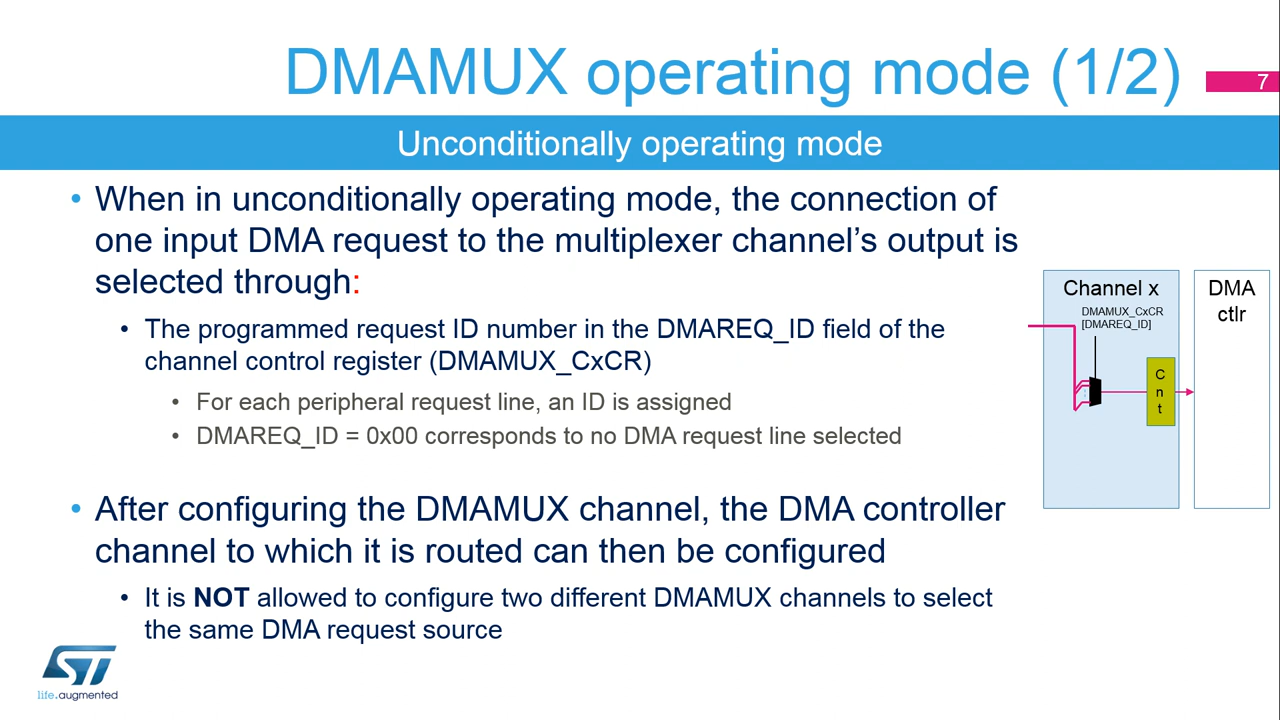 DMAMUX operating mode (1/2)
7
Unconditionally operating mode
• When in unconditionally operating mode, the connection of
one input DMA request to the multiplexer channel's output is
selected through:
• The programmed request ID number in the DMAREQ_ID field of the
channel control register (DMAMUX_CxCR)
• For each peripheral request line, an ID is assigned
• DMAREQ_ID = 0x00 corresponds to no DMA request line selected
• After configuring the DMAMUX channel, the DMA controller
channel to which it is routed can then be configured
• It is NOT allowed to configure two different DMAMUX channels to select
the same DMA request source
Channel x
DMAMUX_CxCR
[DMAREQ_ID]
C
n
t
DMA
ctlr
ST
life.augmented